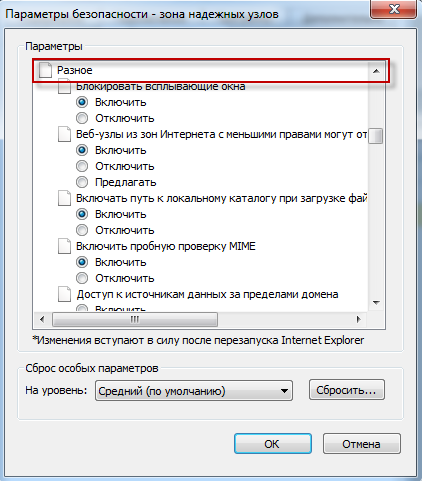 Параметры безопасности - зона надежных узлов
Параметры
Разное
Блокировать всплывающие окна
Включить
Отключить
Веб-узлы из зон Интернета с меньшими правами могут от
Включить
Отключить
Предлагать
Включать путь к локальному каталогу при загрузке фай
Включить
Отключить
Включить пробную проверку MIME
Включить
Отключить
Доступ к источникам данных за пределами домена
Включить
*Изменения вступают в силу после перезапуска Internet Explorer
Сброс особых параметров
На уровень: Средний (по умолчанию) Сбросить...
ОК Отмена